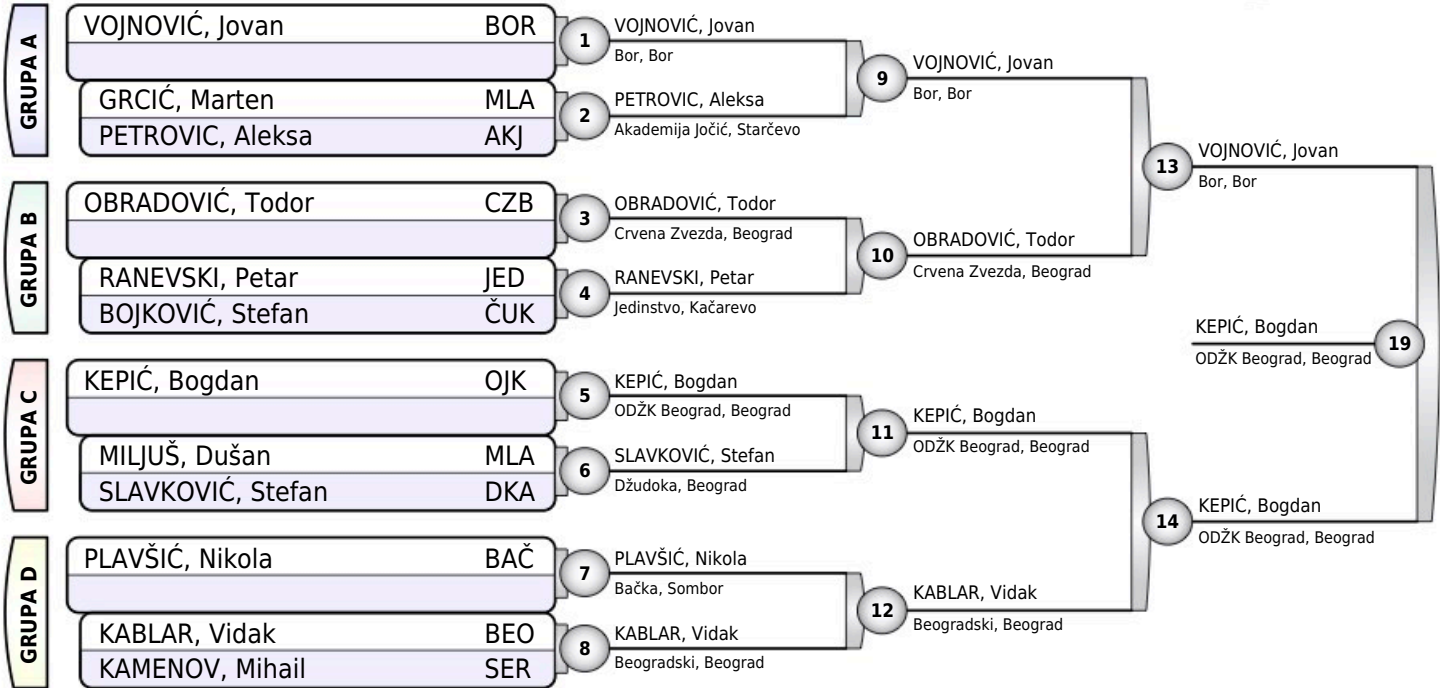 GRUPA A
VOJNOVIĆ, Jovan BOR
GRCIĆ, Marten MLA
PETROVIC, Aleksa AKJ
GRUPA B
OBRADOVIĆ, Todor CZB
RANEVSKI, Petar JED
BOJKOVIĆ, Stefan ČUK
GRUPA C
KEPIĆ, Bogdan OJK
MILJUŠ, Dušan MLA
SLAVKOVIĆ, Stefan DKA
GRUPA D
PLAVŠIĆ, Nikola BAČ
KABLAR, Vidak BEO
KAMENOV, Mihail SER
1
VOJNOVIĆ, Jovan
Bor, Bor
2
PETROVIC, Aleksa
Akademija Jočić, Starčevo
3
OBRADOVIĆ, Todor
Crvena Zvezda, Beograd
4
RANEVSKI, Petar
Jedinstvo, Kačarevo
5
KEPIĆ, Bogdan
ODŽK Beograd, Beograd
6
SLAVKOVIĆ, Stefan
Džudoka, Beograd
7
PLAVŠIĆ, Nikola
Bačka, Sombor
8
KABLAR, Vidak
Beogradski, Beograd
9
VOJNOVIĆ, Jovan
Bor, Bor
10
OBRADOVIĆ, Todor
Crvena Zvezda, Beograd
11
KEPIĆ, Bogdan
ODŽK Beograd, Beograd
12
KABLAR, Vidak
Beogradski, Beograd
13
VOJNOVIĆ, Jovan
Bor, Bor
14
KEPIĆ, Bogdan
ODŽK Beograd, Beograd
KEPIĆ, Bogdan
ODŽK Beograd, Beograd
19